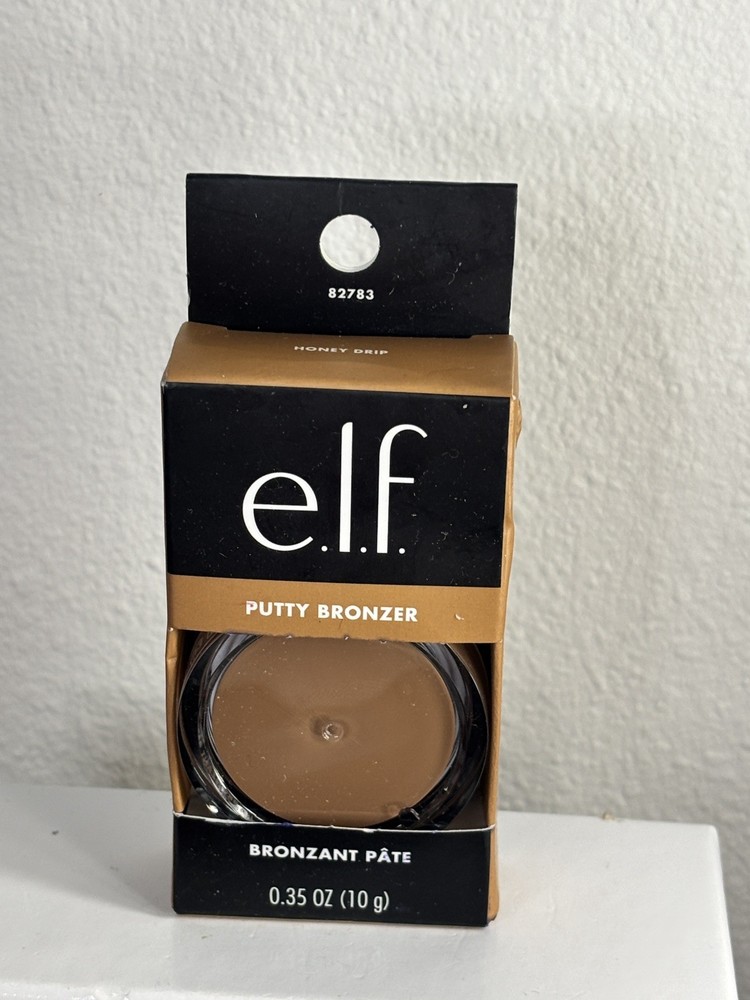 82783
HONEY DRIP
e.l.f.
PUTTY BRONZER
BRONZANT PÂTE
0.35 OZ (10 g)